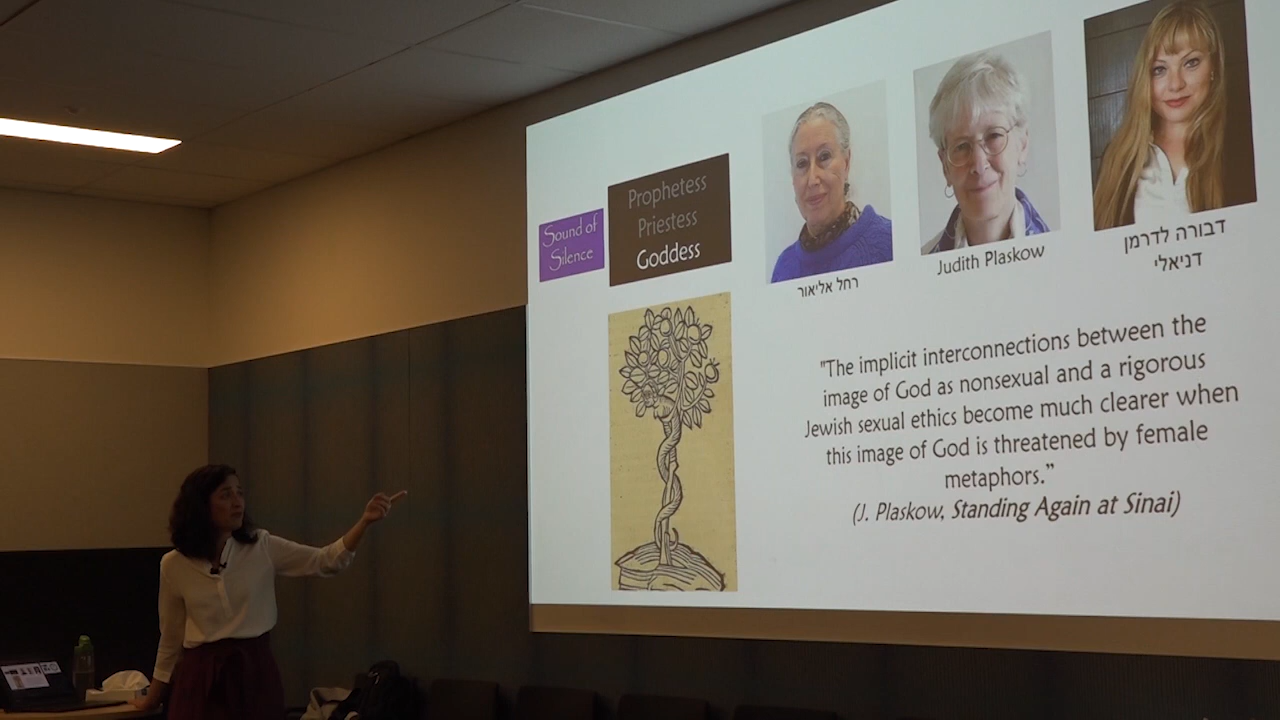 Sound of
Silence
Prophetess
Priestess
Goddess
רחל אליאור
Judith Plaskow
דבורה לדרמן
דניאלי
"The implicit interconnections between the
image of God as nonsexual and a rigorous
Jewish sexual ethics become much clearer when
this image of God is threatened by female
metaphors.”
(J. Plaskow, Standing Again at Sinai)